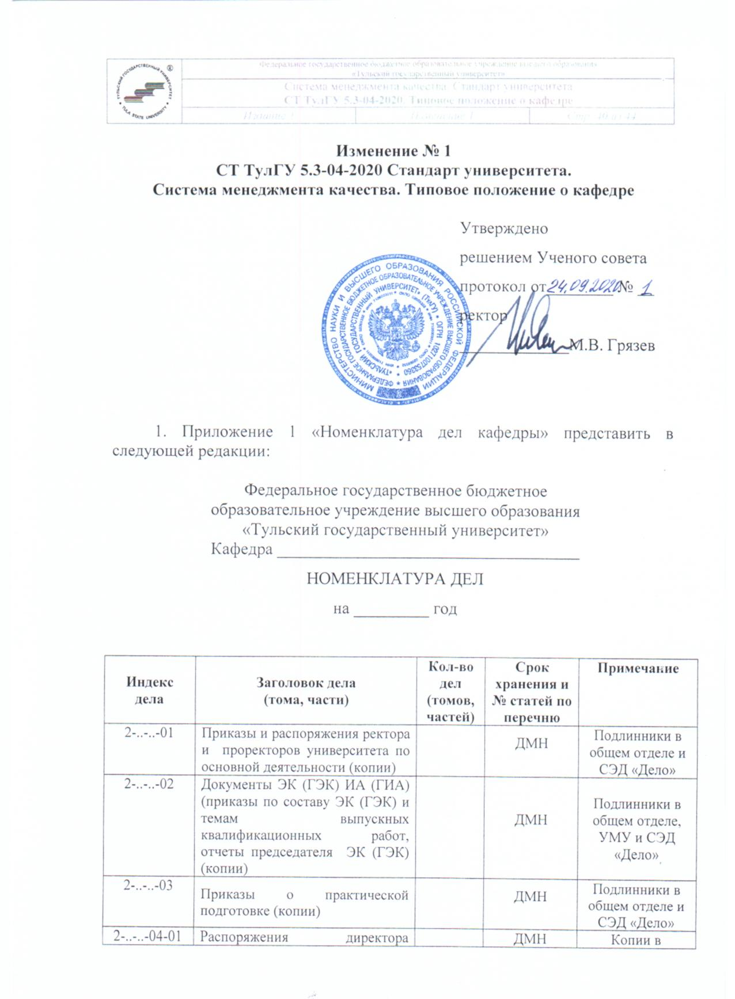 ТУЛЬСКИЙ ГОСУДАРСТВЕННЫЙ УНИВЕРСИТЕТ
TULA STATE UNIVERSITY
®
Федеральное государственное бюджетное образовательное учреждение высшего образования
«Тульский государственный университет»
Система менеджмента качества. Стандарт университета
СТ ТулГУ 5.3-04-2020. Типовое положение о кафедре
Издание 1 Изменение 1 Стр. 40 из 44
Изменение № 1
СТ ТулГУ 5.3-04-2020 Стандарт университета.
Система менеджмента качества. Типовое положение о кафедре
Утверждено
решением Ученого совета
протокол от 24.09.2020 № 1
ректор
М.В. Грязев
МИНИСТЕРСТВО НАУКИ И ВЫСШЕГО ОБРАЗОВАНИЯ РОССИЙСКОЙ ФЕДЕРАЦИИ
ФЕДЕРАЛЬНОЕ ГОСУДАРСТВЕННОЕ БЮДЖЕТНОЕ ОБРАЗОВАТЕЛЬНОЕ УЧРЕЖДЕНИЕ ВЫСШЕГО ОБРАЗОВАНИЯ
«ТУЛЬСКИЙ ГОСУДАРСТВЕННЫЙ УНИВЕРСИТЕТ» (ТулГУ) * ОГРН 1027100753360
2
1. Приложение 1 «Номенклатура дел кафедры» представить в
следующей редакции:
Федеральное государственное бюджетное
образовательное учреждение высшего образования
«Тульский государственный университет»
Кафедра ____________________
НОМЕНКЛАТУРА ДЕЛ
на _________ год
Индекс
дела
Заголовок дела
(тома, части)
Кол-во
дел
(томов,
частей)
Срок
хранения и
№ статей по
перечню
Примечание
2-..-..-01
Приказы и распоряжения ректора
и проректоров университета по
основной деятельности (копии)
ДМН
Подлинники в
общем отделе и
СЭД «Дело»
2-..-..-02
Документы ЭК (ГЭК) ИА (ГИА)
(приказы по составу ЭК (ГЭК) и
темам выпускных
квалификационных работ,
отчеты председателя ЭК (ГЭК)
(копии)
ДМН
Подлинники в
общем отделе,
УМУ и СЭД
«Дело»
2-..-..-03
Приказы о практической
подготовке (копии)
ДМН
Подлинники в
общем отделе и
СЭД «Дело»
2-..-..-04-01
Распоряжения директора
ДМН
Копии в